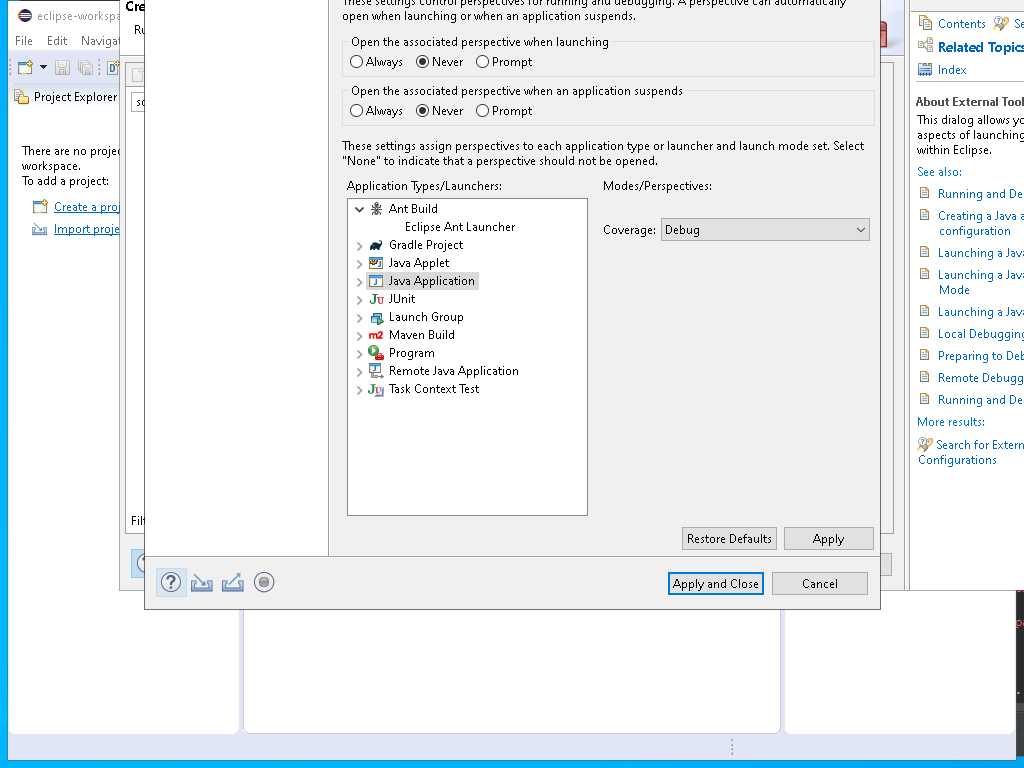 eclipse-workspa
File Edit Navigat
Project Explorer
There are no proje
workspace.
To add a project:
Create a proj
Import proje
Cre
Ru
Filt
These settings control perspectives for running and debugging. A perspective can automatically
open when launching or when an application suspends.
Open the associated perspective when launching
Always Never Prompt
Open the associated perspective when an application suspends
Always Never Prompt
These settings assign perspectives to each application type or launcher and launch mode set. Select
"None" to indicate that a perspective should not be opened.
Application Types/Launchers:
Modes/Perspectives:
Ant Build
Eclipse Ant Launcher
Gradle Project
Java Applet
Java Application
JUnit
Launch Group
Maven Build
Program
Remote Java Application
Task Context Test
Coverage: Debug
Restore Defaults Apply
Apply and Close Cancel
Contents Se
Related Topics
Index
About External Tool
This dialog allows yo
aspects of launching
within Eclipse.
See also:
Running and De
Creating a Java a
configuration
Launching a Java
Launching a Java
Mode
Launching a Java
Local Debugging
Preparing to Deb
Remote Debugg
Running and De
More results:
Search for Extern
Configurations